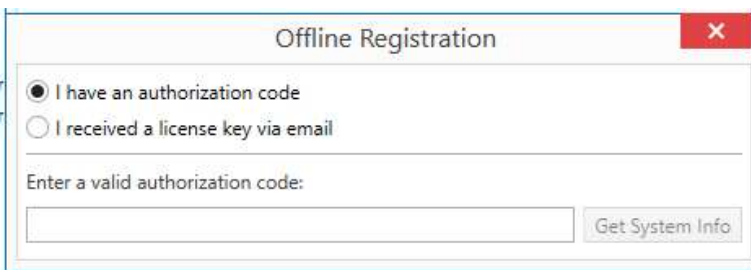 Offline Registration
I have an authorization code
I received a license key via email
Enter a valid authorization code:
Get System Info